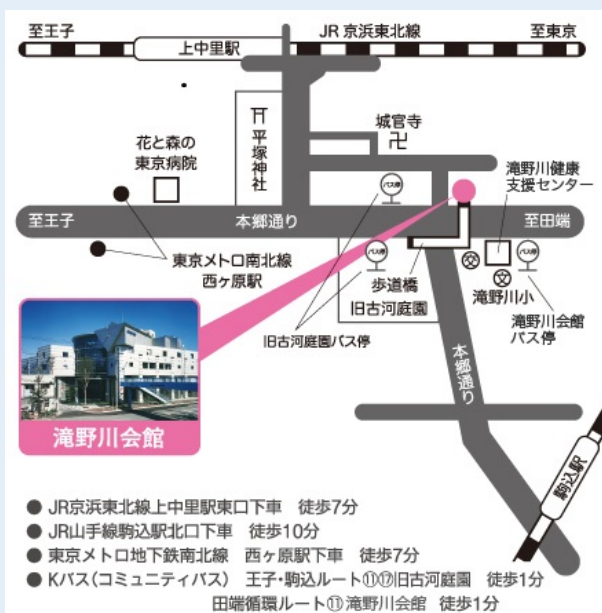 至王子
JR 京浜東北線
至東京
上中里駅
平塚神社
城官寺
花と森の
東京病院
バス停
滝野川健康
支援センター
至王子
本郷通り
至田端
東京メトロ南北線
西ヶ原駅
バス停
歩道橋
旧古河庭園
文
文
バス停
滝野川小
旧古河庭園バス停
滝野川会館
バス停
本郷通り
滝野川会館
駒込駅
● JR京浜東北線上中里駅東口下車 徒歩7分
● JR山手線駒込駅北口下車 徒歩10分
● 東京メトロ地下鉄南北線 西ヶ原駅下車 徒歩7分
● Kバス(コミュニティバス) 王子・駒込ルート⑪⑰旧古河庭園 徒歩1分
田端循環ルート⑪滝野川会館 徒歩1分